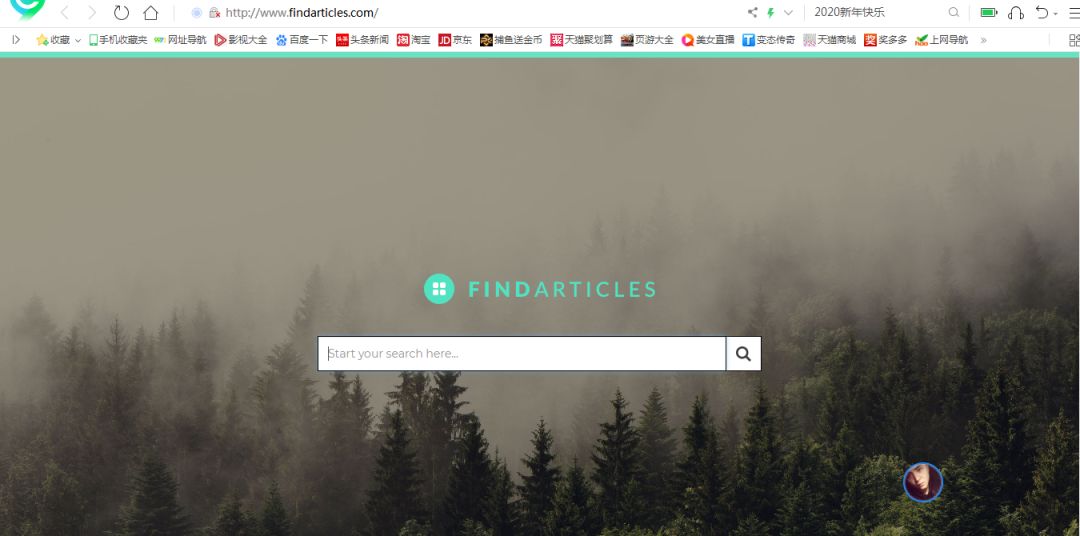 http://www.findarticles.com/ 2020新年快乐
收藏 手机收藏夹 网址导航 影视大全 百度一下 头条新闻 淘宝 京东 捕鱼送金币 天猫聚划算 页游大全 美女直播 变态传奇 天猫商城 奖多多 上网导航 »
FINDARTICLES
Start your search here...